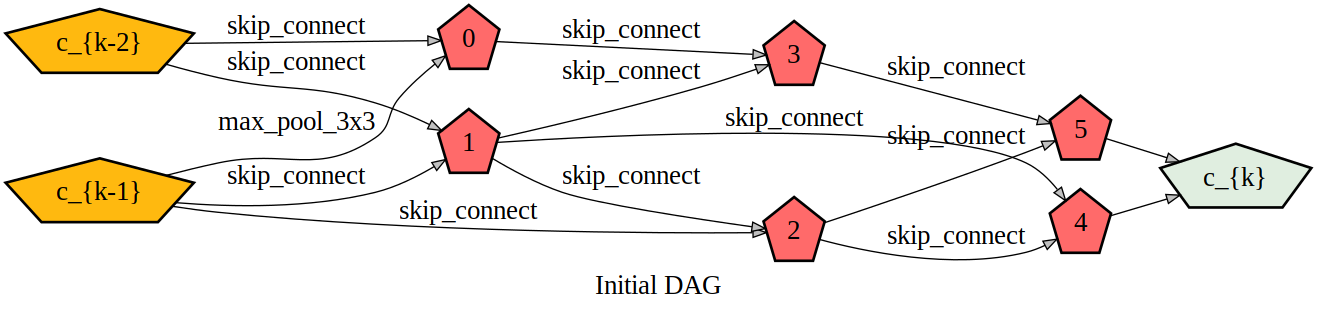 c_{k-2}
skip_connect
0
skip_connect
skip_connect
3
skip_connect
skip_connect
max_pool_3x3
1
skip_connect
5
skip_connect
c_{k-1}
skip_connect
skip_connect
c_{k}
skip_connect
2
skip_connect
4
Initial DAG